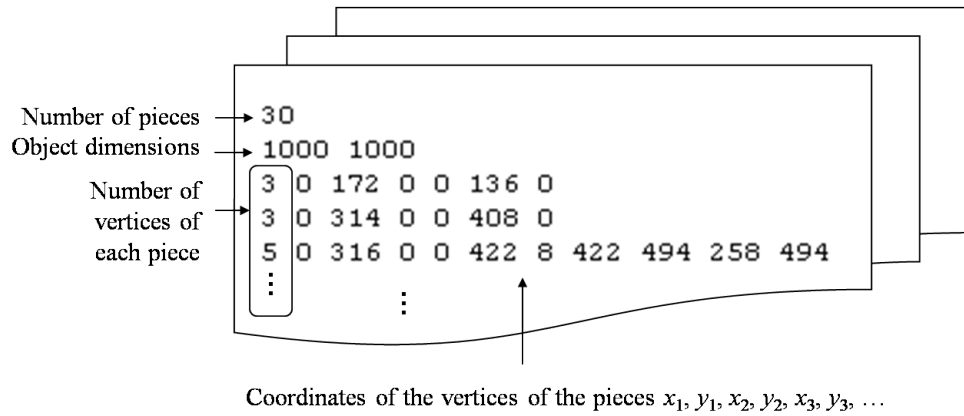 Number of pieces
30
Object dimensions
1000 1000
Number of vertices of each piece
3 0 172 0 0 136 0
3 0 314 0 0 408 0
5 0 316 0 0 422 8 422 494 258 494
⋮ ⋮
Coordinates of the vertices of the pieces x₁, y₁, x₂, y₂, x₃, y₃, …